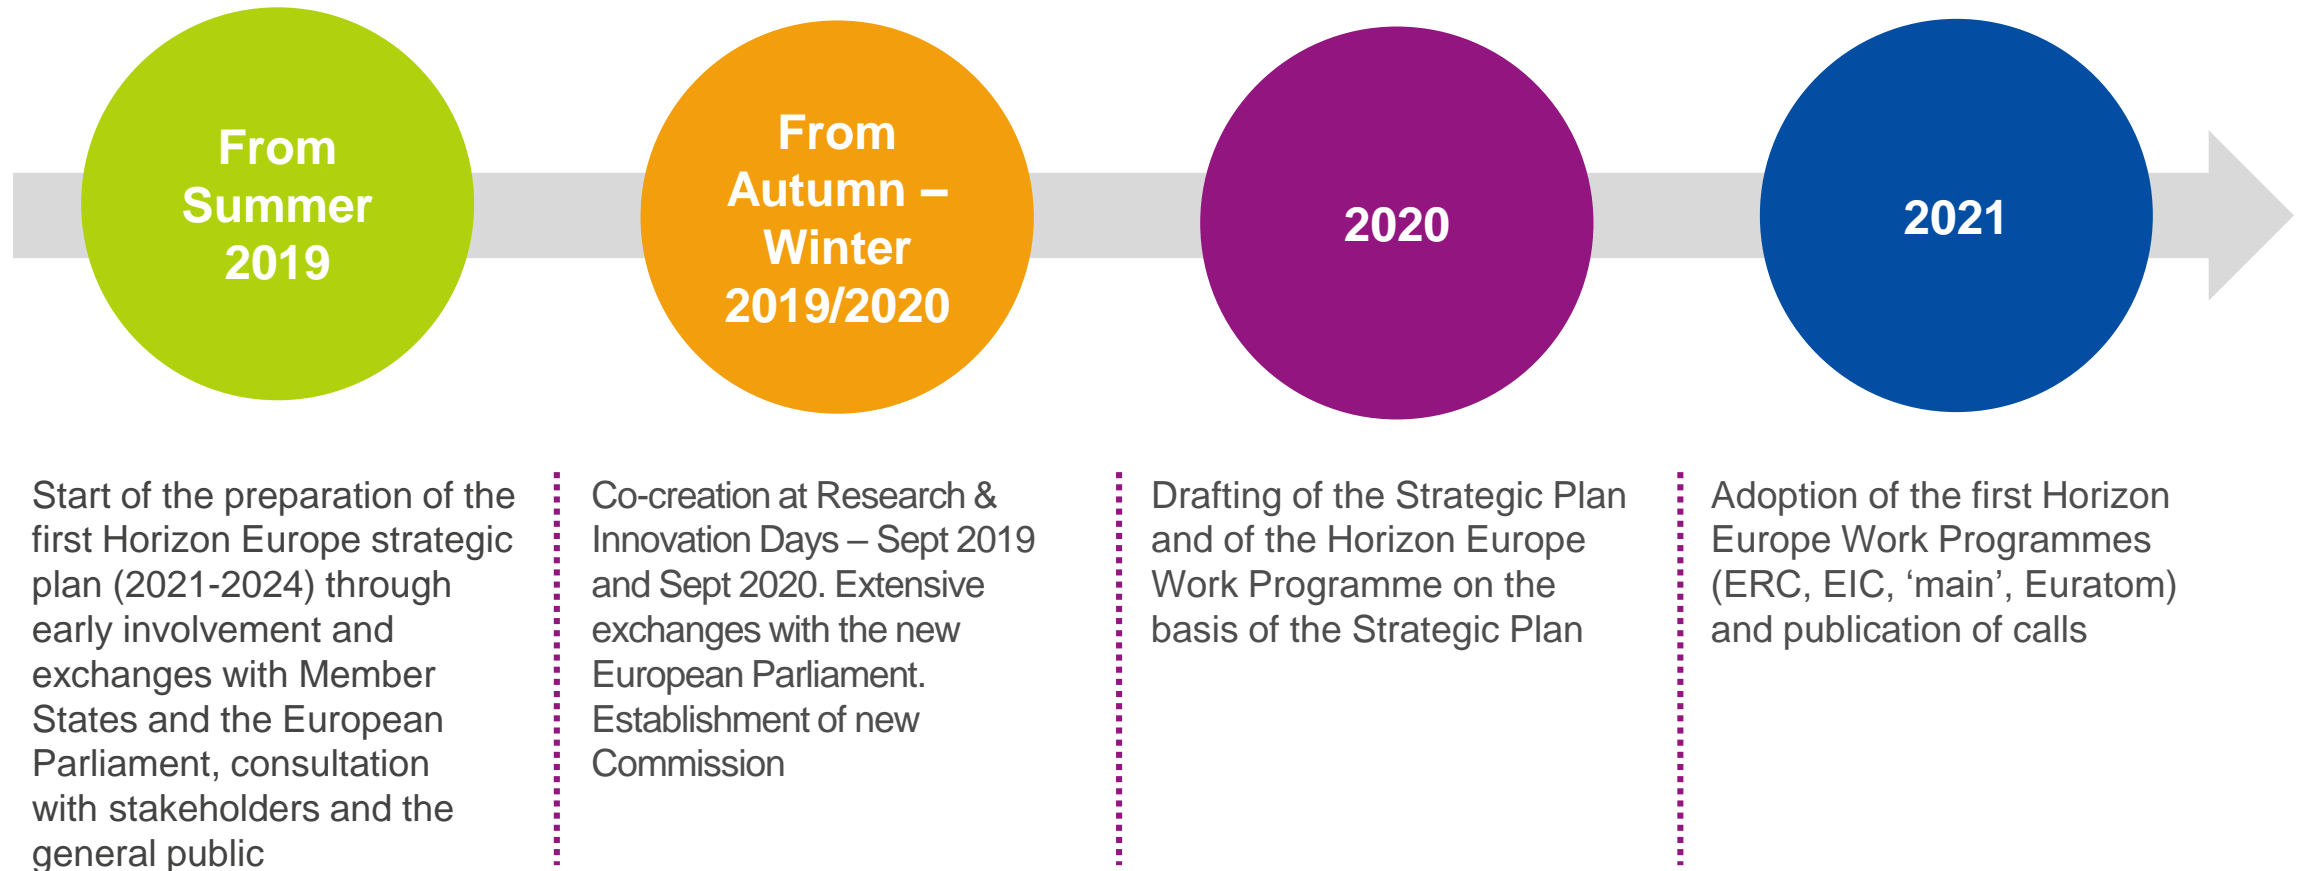 From
Summer
2019
From
Autumn –
Winter
2019/2020
2020
2021
Start of the preparation of the
first Horizon Europe strategic
plan (2021-2024) through
early involvement and
exchanges with Member
States and the European
Parliament, consultation
with stakeholders and the
general public
Co-creation at Research &
Innovation Days – Sept 2019
and Sept 2020. Extensive
exchanges with the new
European Parliament.
Establishment of new
Commission
Drafting of the Strategic Plan
and of the Horizon Europe
Work Programme on the
basis of the Strategic Plan
Adoption of the first Horizon
Europe Work Programmes
(ERC, EIC, ‘main’, Euratom)
and publication of calls